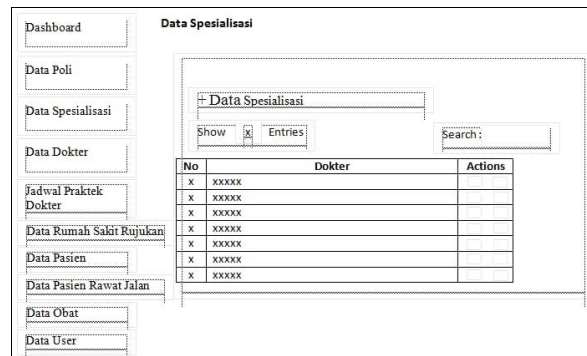 Dashboard
Data Poli
Data Spesialisasi
Data Dokter
Jadwal Praktek
Dokter
Data Rumah Sakit Rujukan
Data Pasien
Data Pasien Rawat Jalan
Data Obat
Data User
Data Spesialisasi
+ Data Spesialisasi
Show x Entries
Search :
No Dokter Actions
x xxxxx
x xxxxx
x xxxxx
x xxxxx
x xxxxx
x xxxxx
x xxxxx